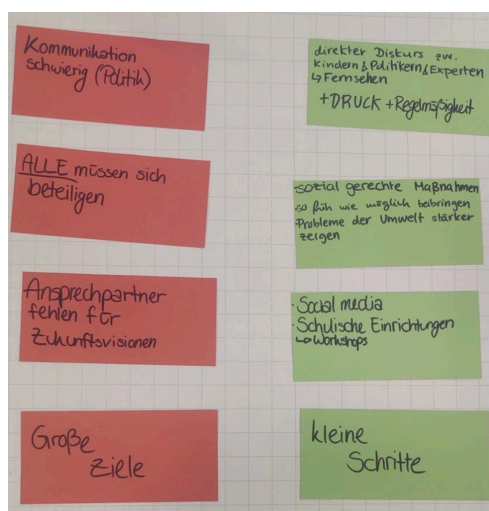 Kommunikation
schwierig (Politik)
direkter Diskurs zw.
Kindern & Politikern & Experten
↳ Fernsehen
+DRUCK +Regelmäßigkeit
ALLE müssen sich
beteiligen
sozial gerechte Maßnahmen
so früh wie möglich beibringen
Probleme der Umwelt stärker
zeigen
Ansprechpartner
fehlen für
Zukunftsvisionen
· Social media
· Schulische Einrichtungen
↳ Workshops
Große
Ziele
kleine
Schritte